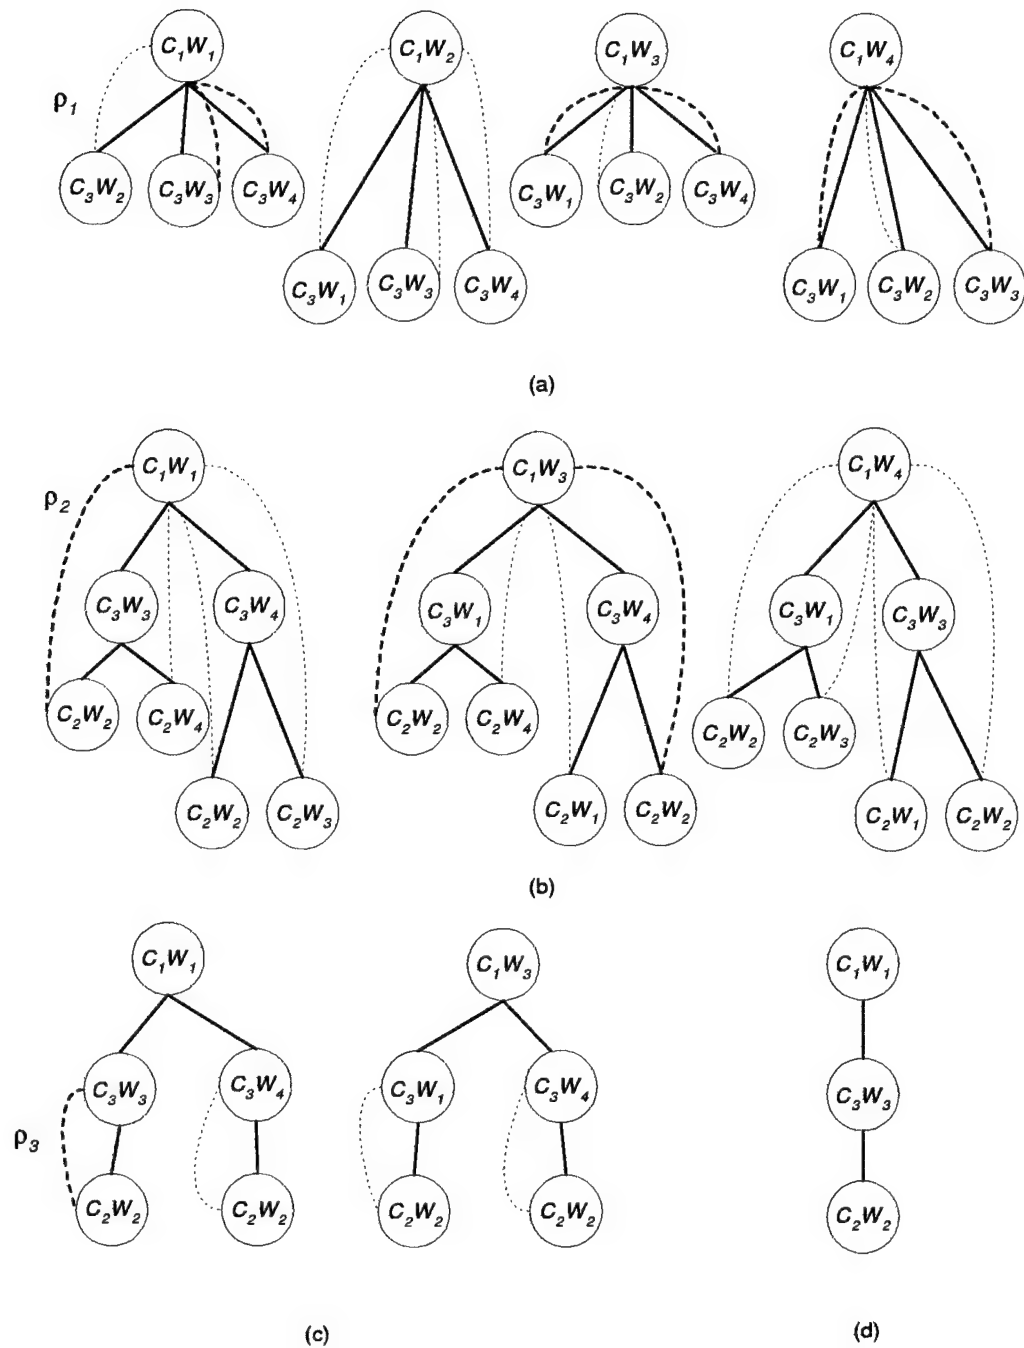 C₁W₁ C₁W₂ C₁W₃ C₁W₄
ρ₁
C₃W₂ C₃W₃ C₃W₄ C₃W₁ C₃W₂ C₃W₄
C₃W₁ C₃W₃ C₃W₄ C₃W₁ C₃W₂ C₃W₃
(a)
C₁W₁ C₁W₃ C₁W₄
ρ₂
C₃W₃ C₃W₄ C₃W₁ C₃W₄ C₃W₁ C₃W₃
C₂W₂ C₂W₄ C₂W₂ C₂W₄ C₂W₂ C₂W₃
C₂W₂ C₂W₃ C₂W₁ C₂W₂ C₂W₁ C₂W₂
(b)
C₁W₁ C₁W₃ C₁W₁
C₃W₃ C₃W₄ C₃W₁ C₃W₄ C₃W₃
ρ₃
C₂W₂ C₂W₂ C₂W₂ C₂W₂ C₂W₂
(c) (d)